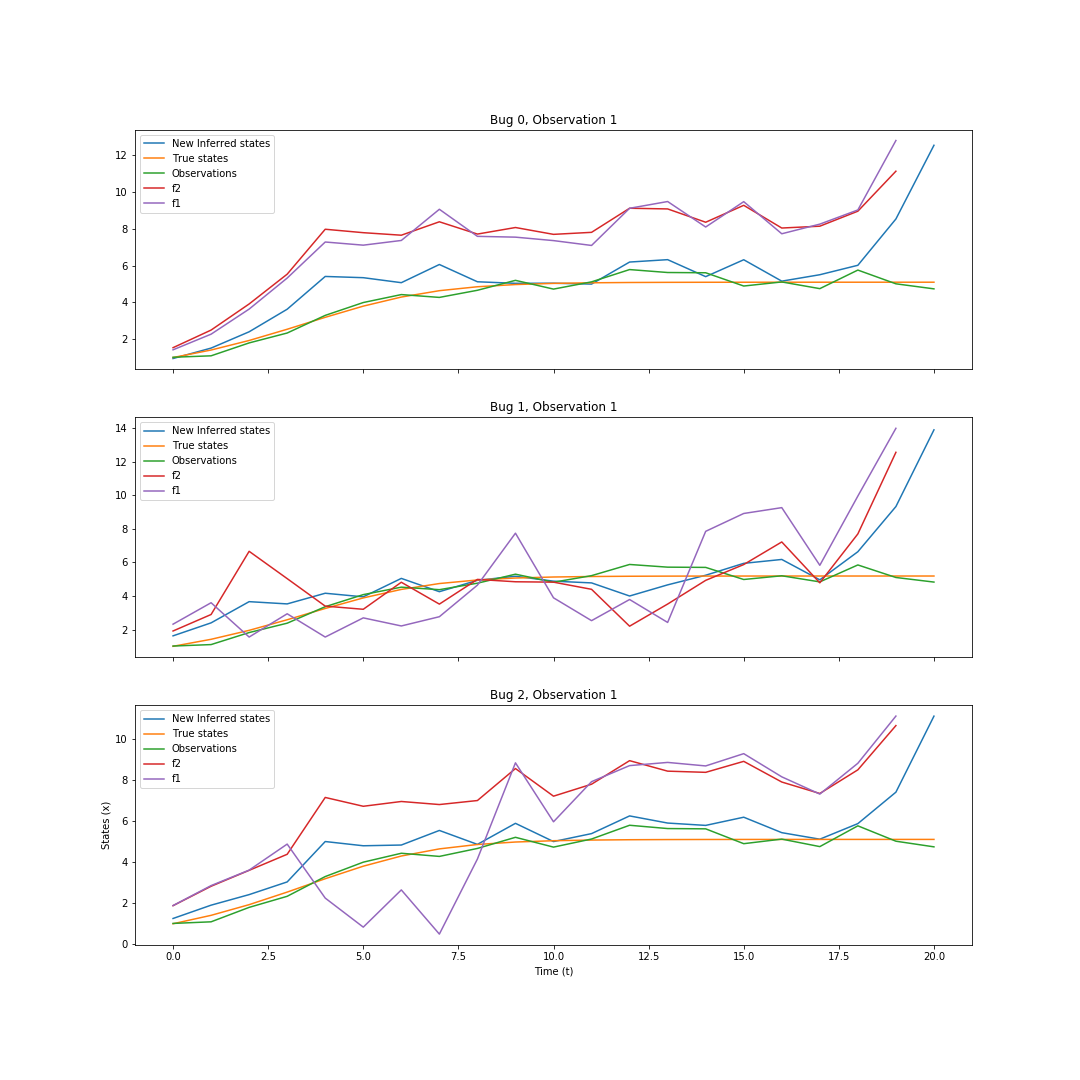 Bug 0, Observation 1
New Inferred states
True states
Observations
f2
f1
12
10
8
6
4
2
Bug 1, Observation 1
New Inferred states
True states
Observations
f2
f1
14
12
10
8
6
4
2
Bug 2, Observation 1
New Inferred states
True states
Observations
f2
f1
10
8
6
4
2
0
States (x)
0.0 2.5 5.0 7.5 10.0 12.5 15.0 17.5 20.0
Time (t)